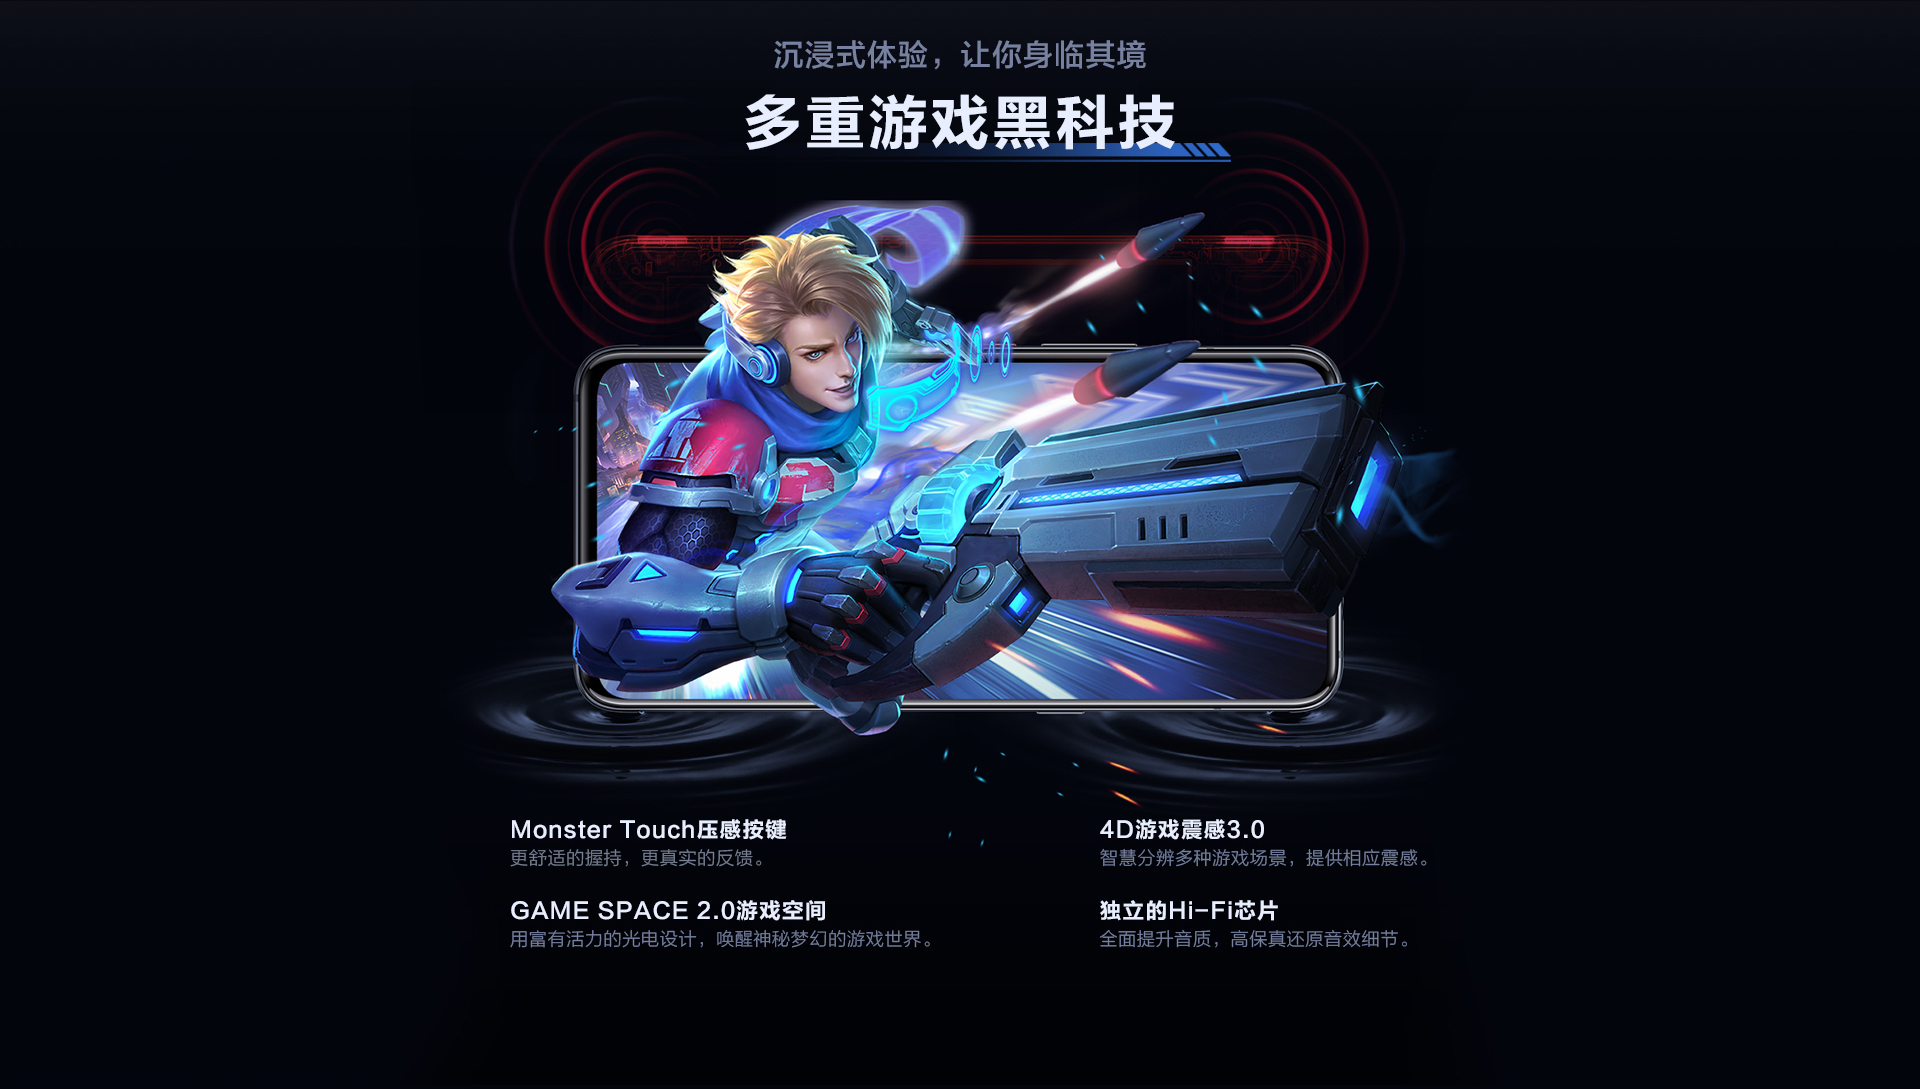 沉浸式体验，让你身临其境
多重游戏黑科技
Monster Touch压感按键
更舒适的握持，更真实的反馈。
4D游戏震感3.0
智慧分辨多种游戏场景，提供相应震感。
GAME SPACE 2.0游戏空间
用富有活力的光电设计，唤醒神秘梦幻的游戏世界。
独立的Hi-Fi芯片
全面提升音质，高保真还原音效细节。